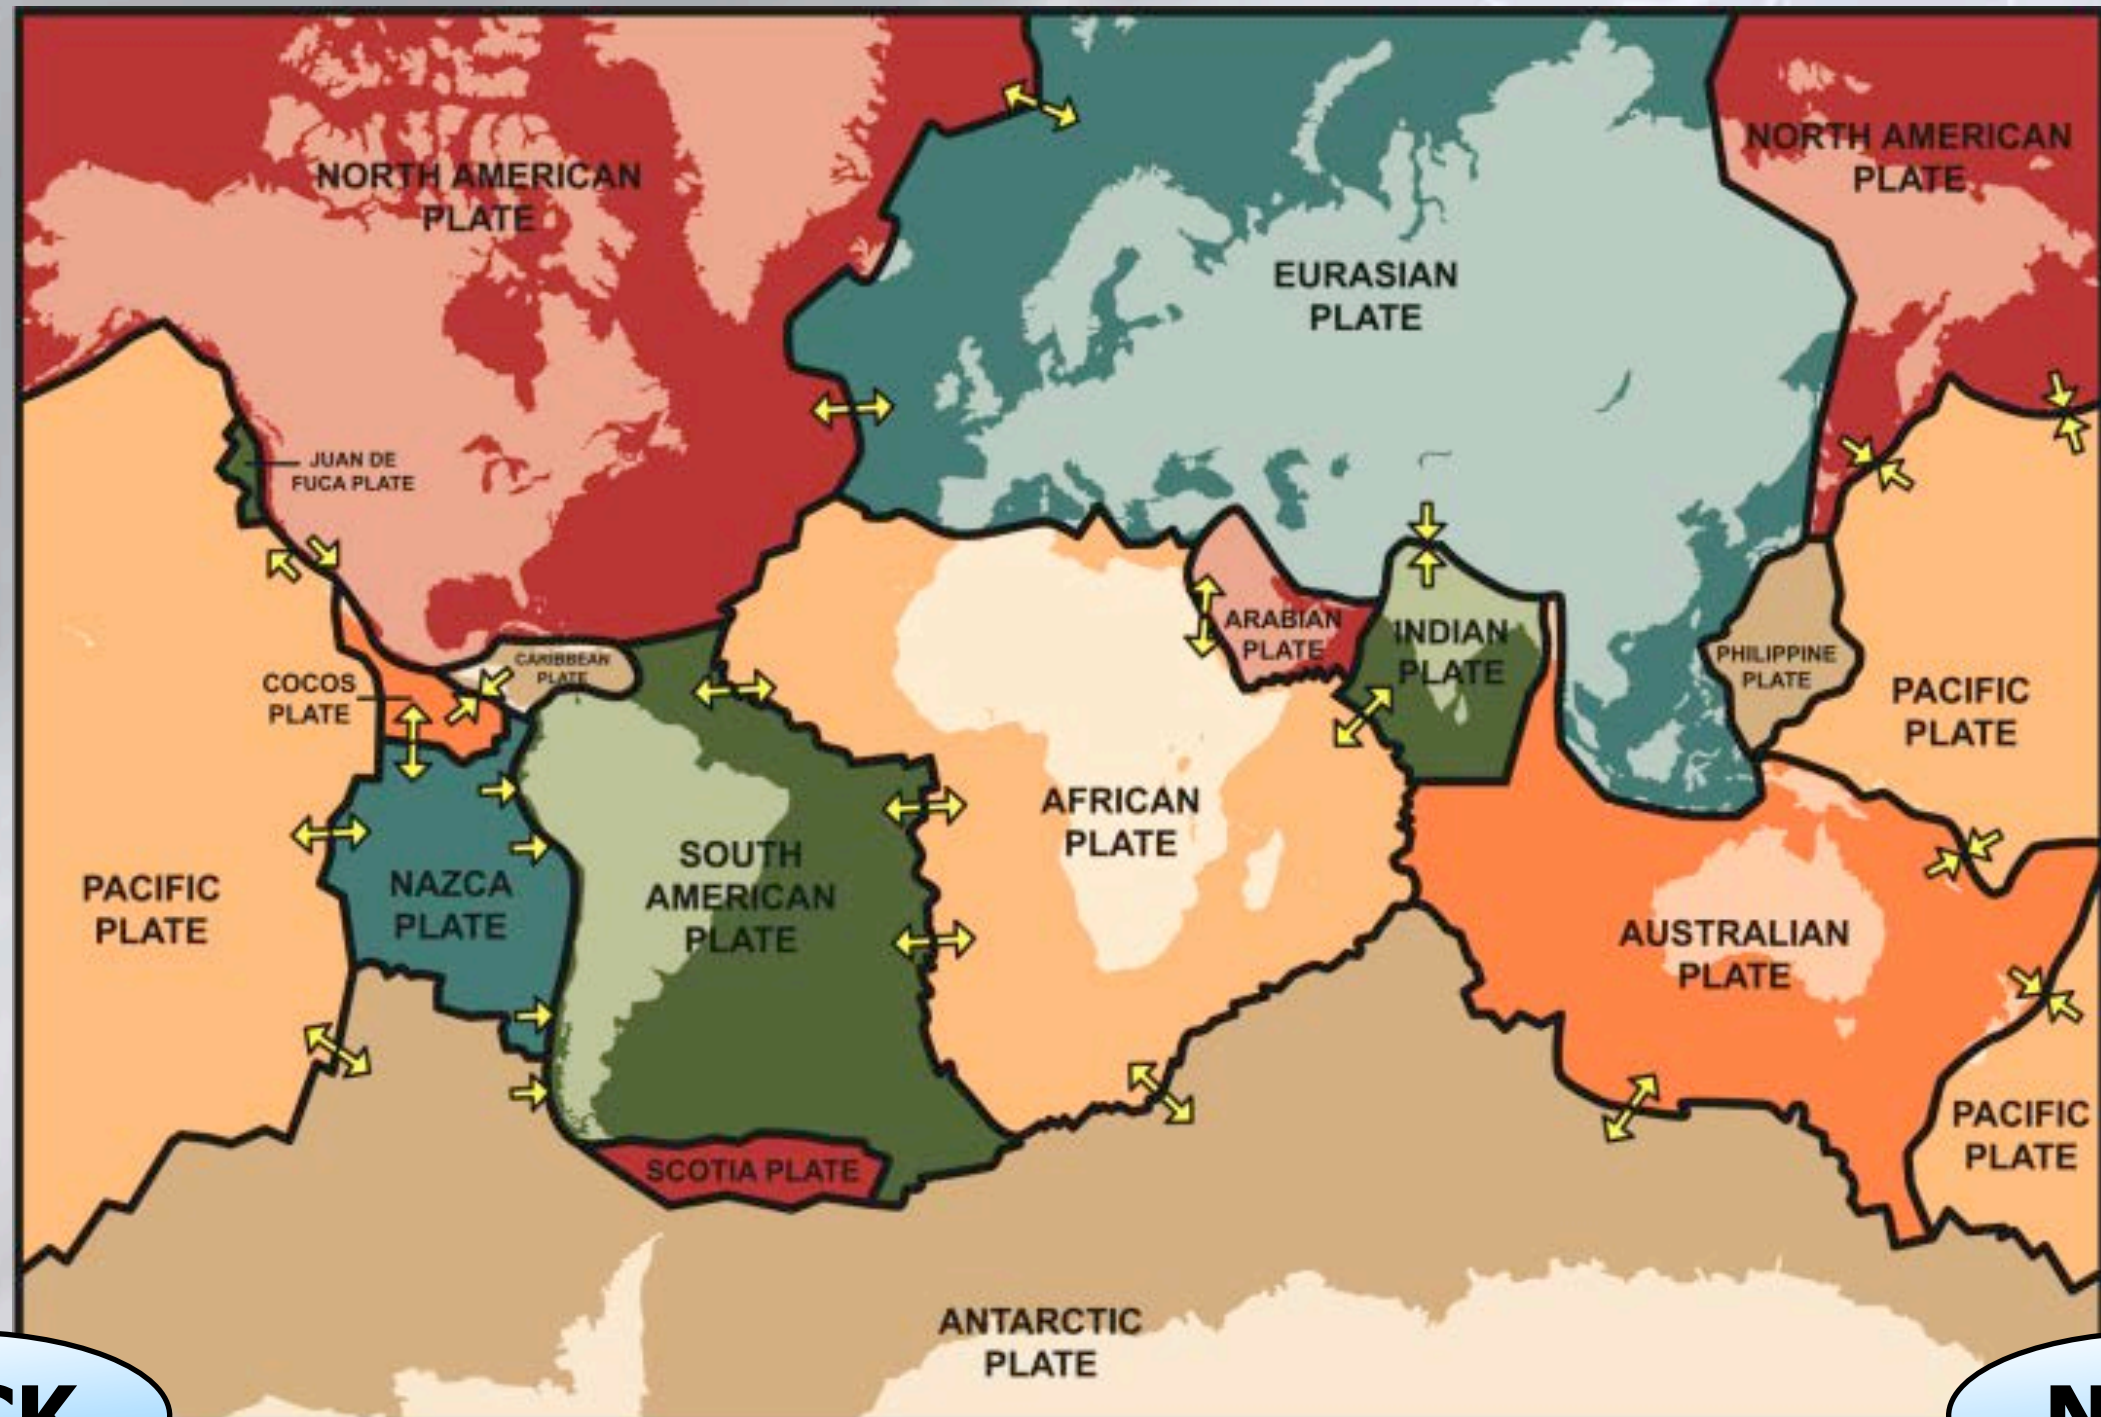 NORTH AMERICAN
PLATE
NORTH AMERICAN
PLATE
EURASIAN
PLATE
JUAN DE
FUCA PLATE
ARABIAN
PLATE
INDIAN
PLATE
CARIBBEAN
PLATE
PHILIPPINE
PLATE
COCOS
PLATE
PACIFIC
PLATE
AFRICAN
PLATE
SOUTH
AMERICAN
PLATE
NAZCA
PLATE
PACIFIC
PLATE
AUSTRALIAN
PLATE
PACIFIC
PLATE
SCOTIA PLATE
ANTARCTIC
PLATE